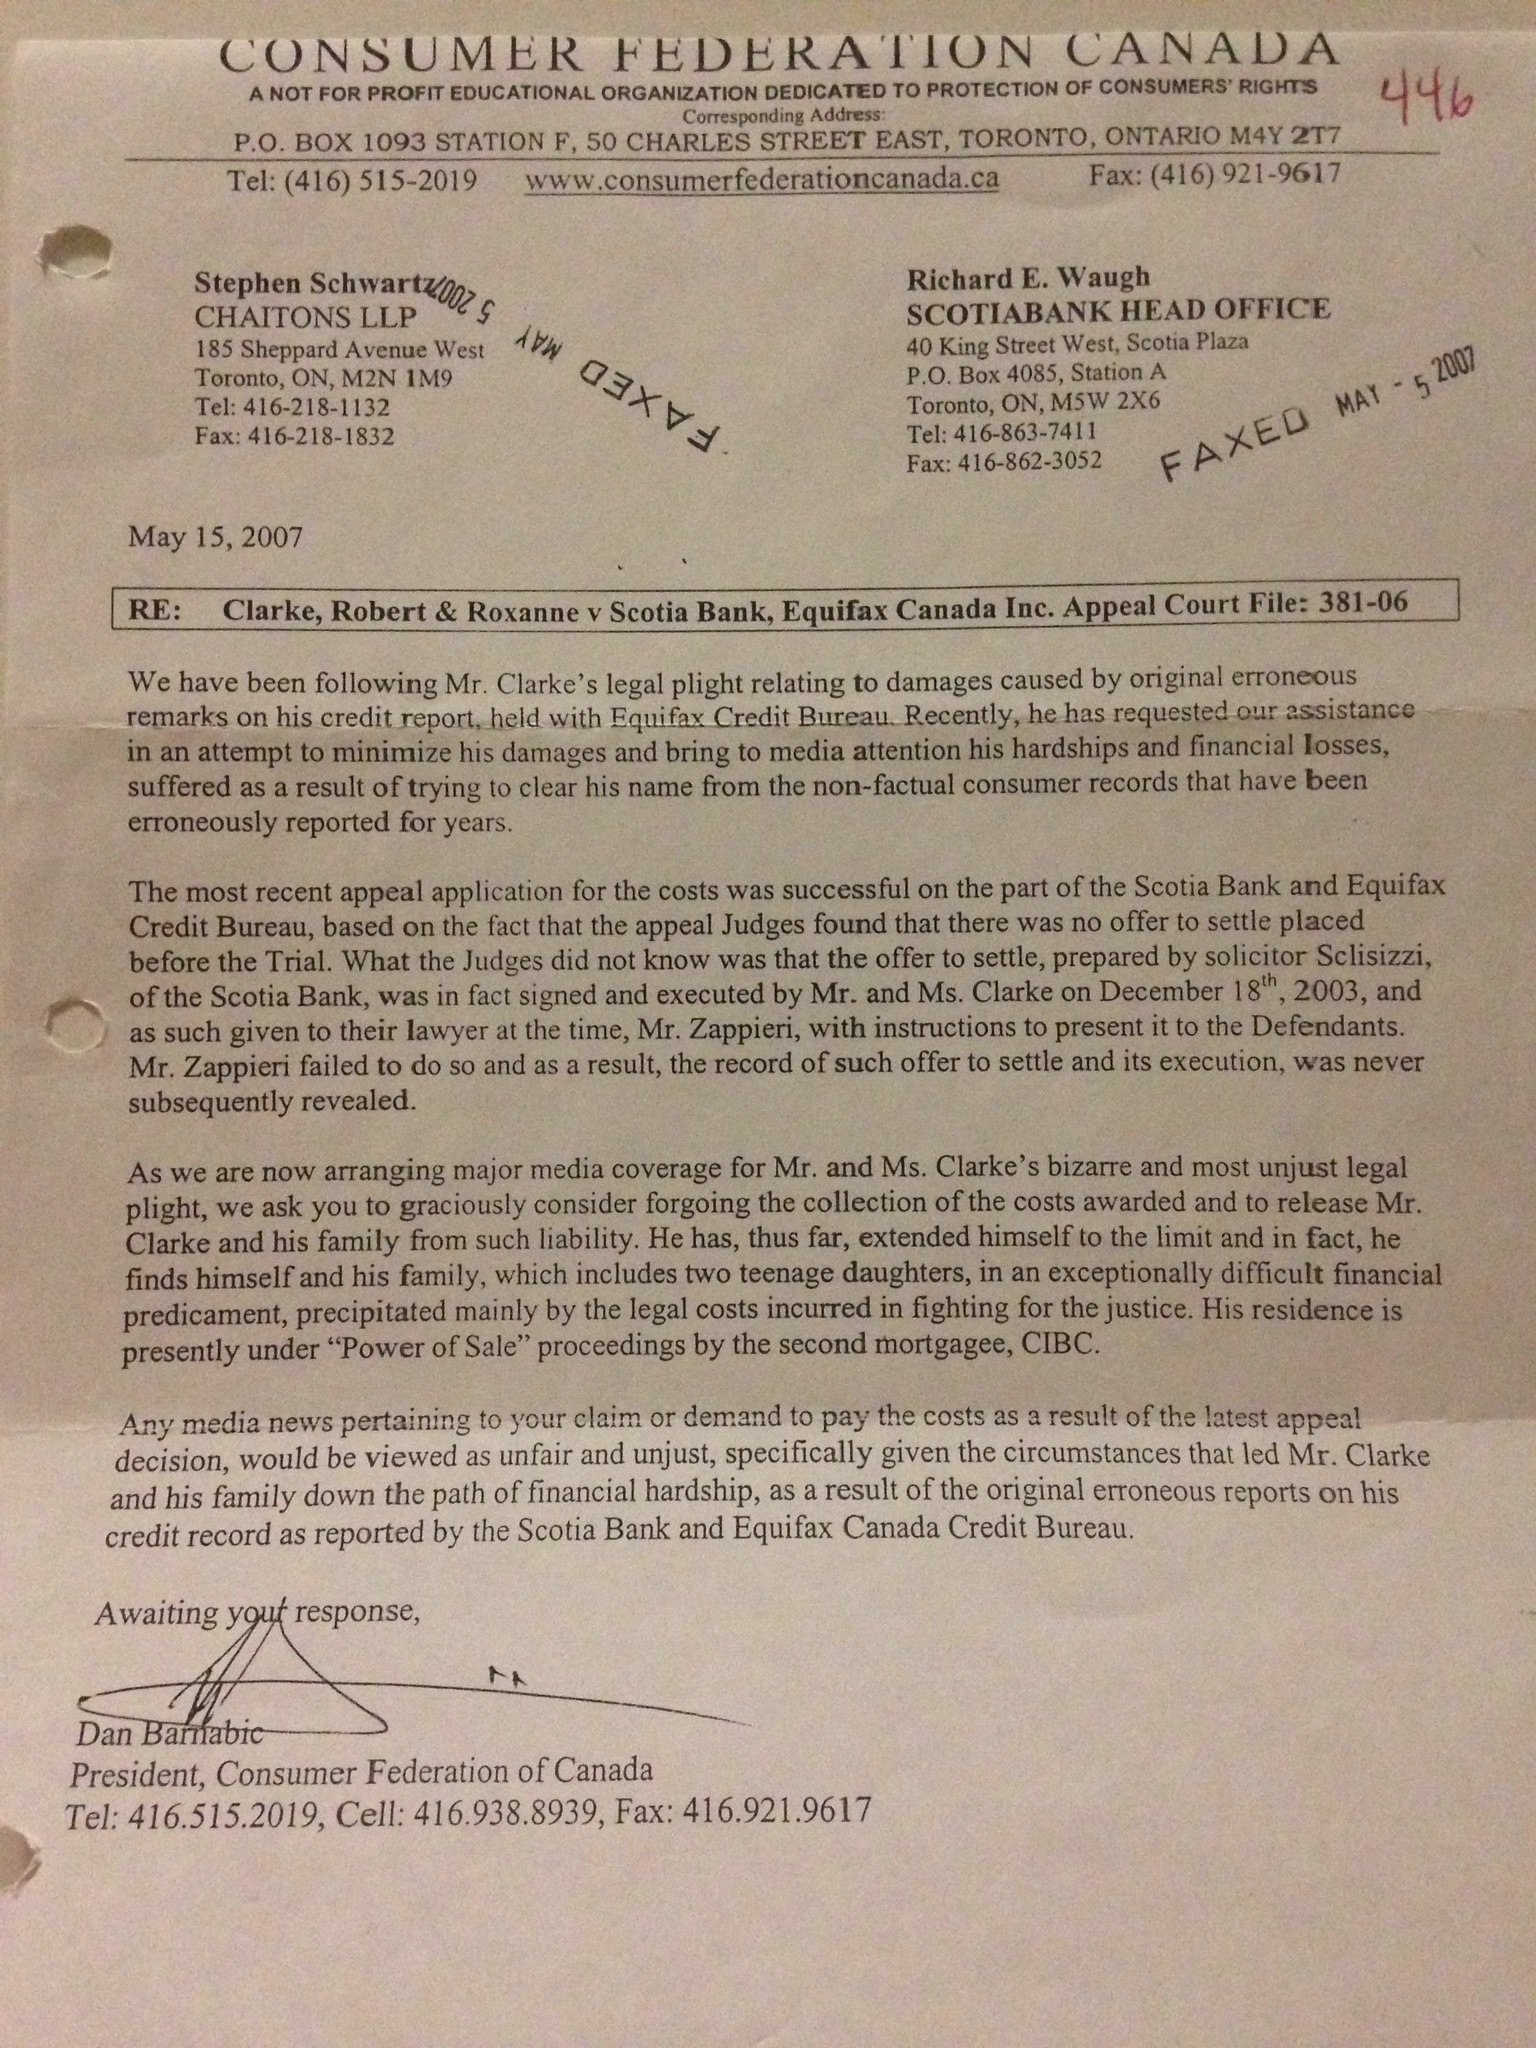 CONSUMER FEDERATION CANADA
A NOT FOR PROFIT EDUCATIONAL ORGANIZATION DEDICATED TO PROTECTION OF CONSUMERS' RIGHTS
446
Corresponding Address:
P.O. BOX 1093 STATION F, 50 CHARLES STREET EAST, TORONTO, ONTARIO M4Y 2T7
Tel: (416) 515-2019 www.consumerfederationcanada.ca Fax: (416) 921-9617
Stephen Schwartz
CHAITONS LLP
185 Sheppard Avenue West
Toronto, ON, M2N 1M9
Tel: 416-218-1132
Fax: 416-218-1832
FAXED MAY 5 2007
Richard E. Waugh
SCOTIABANK HEAD OFFICE
40 King Street West, Scotia Plaza
P.O. Box 4085, Station A
Toronto, ON, M5W 2X6
Tel: 416-863-7411
Fax: 416-862-3052
FAXED MAY - 5 2007
May 15, 2007
RE: Clarke, Robert & Roxanne v Scotia Bank, Equifax Canada Inc. Appeal Court File: 381-06
We have been following Mr. Clarke's legal plight relating to damages caused by original erroneous
remarks on his credit report, held with Equifax Credit Bureau. Recently, he has requested our assistance
in an attempt to minimize his damages and bring to media attention his hardships and financial losses,
suffered as a result of trying to clear his name from the non-factual consumer records that have been
erroneously reported for years.
The most recent appeal application for the costs was successful on the part of the Scotia Bank and Equifax
Credit Bureau, based on the fact that the appeal Judges found that there was no offer to settle placed
before the Trial. What the Judges did not know was that the offer to settle, prepared by solicitor Sclisizzi,
of the Scotia Bank, was in fact signed and executed by Mr. and Ms. Clarke on December 18th, 2003, and
as such given to their lawyer at the time, Mr. Zappieri, with instructions to present it to the Defendants.
Mr. Zappieri failed to do so and as a result, the record of such offer to settle and its execution, was never
subsequently revealed.
As we are now arranging major media coverage for Mr. and Ms. Clarke's bizarre and most unjust legal
plight, we ask you to graciously consider forgoing the collection of the costs awarded and to release Mr.
Clarke and his family from such liability. He has, thus far, extended himself to the limit and in fact, he
finds himself and his family, which includes two teenage daughters, in an exceptionally difficult financial
predicament, precipitated mainly by the legal costs incurred in fighting for the justice. His residence is
presently under "Power of Sale" proceedings by the second mortgagee, CIBC.
Any media news pertaining to your claim or demand to pay the costs as a result of the latest appeal
decision, would be viewed as unfair and unjust, specifically given the circumstances that led Mr. Clarke
and his family down the path of financial hardship, as a result of the original erroneous reports on his
credit record as reported by the Scotia Bank and Equifax Canada Credit Bureau.
Awaiting your response,
Dan Barnabic
President, Consumer Federation of Canada
Tel: 416.515.2019, Cell: 416.938.8939, Fax: 416.921.9617